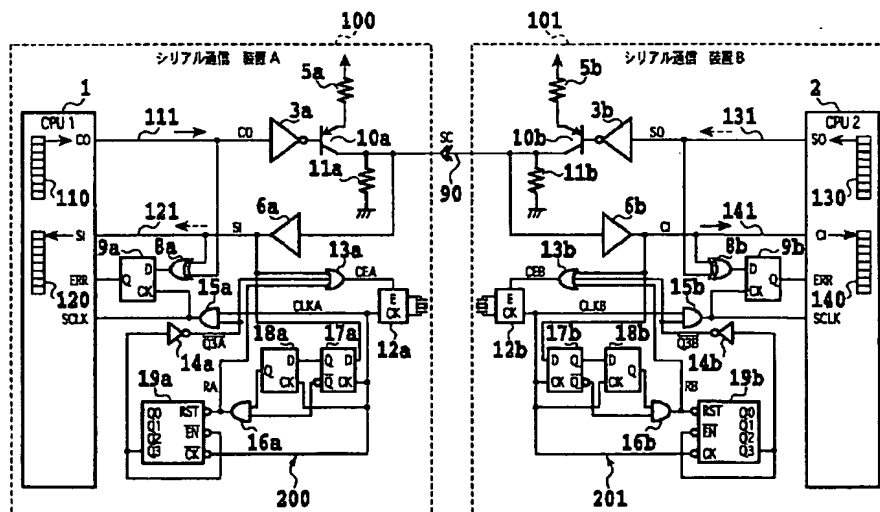 100
101
シリアル通信 装置A
シリアル通信 装置B
1
CPU 1
CO
111
CO
3a
5a
10a
11a
SC
90
5b
3b
10b
11b
SO
131
2
CPU 2
SO
110
130
121
SI
SI
6a
6b
CI
141
CI
9a
8a
Q
D
CK
ERR
120
15a
SCLK
13a
CEA
CLKA
E
CK
12a
13b
CEB
CLKB
E
CK
12b
8b
9b
D
Q
CK
ERR
140
15b
SCLK
14a
Q3A
18a
17a
Q
D
CK
Q
D
Q
CK
17b
18b
D
Q
Q
CK
D
Q
CK
Q3B
14b
19a
RA
Q0
Q1
Q2
Q3
RST
EN
CK
16a
200
RB
19b
RST
EN
CK
Q0
Q1
Q2
Q3
16b
201